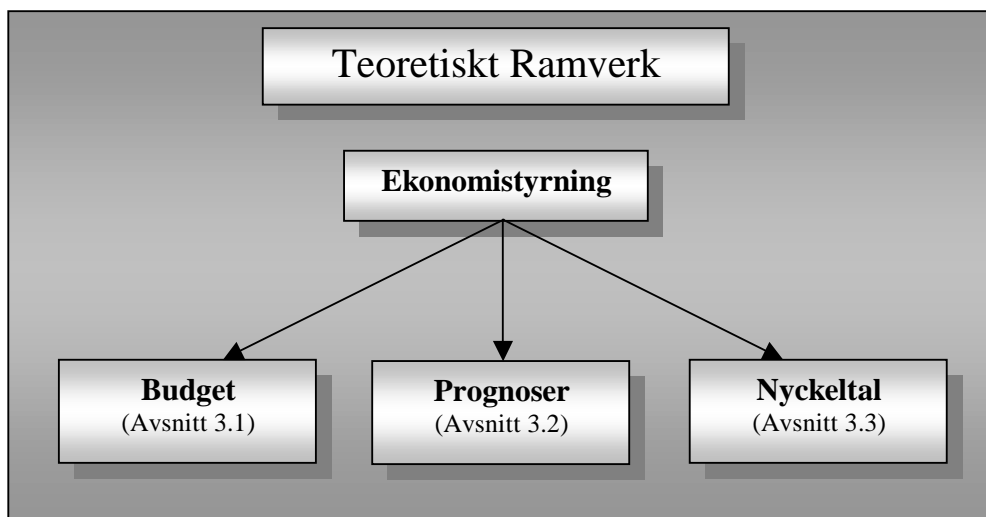 Teoretiskt Ramverk
Ekonomistyrning
Budget
(Avsnitt 3.1)
Prognoser
(Avsnitt 3.2)
Nyckeltal
(Avsnitt 3.3)